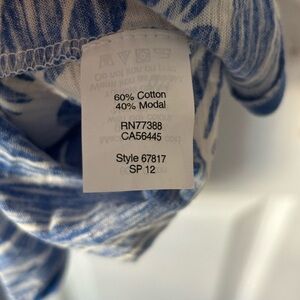 60% Cotton
40% Modal
RN77388
CA56445
Style 67817
SP 12